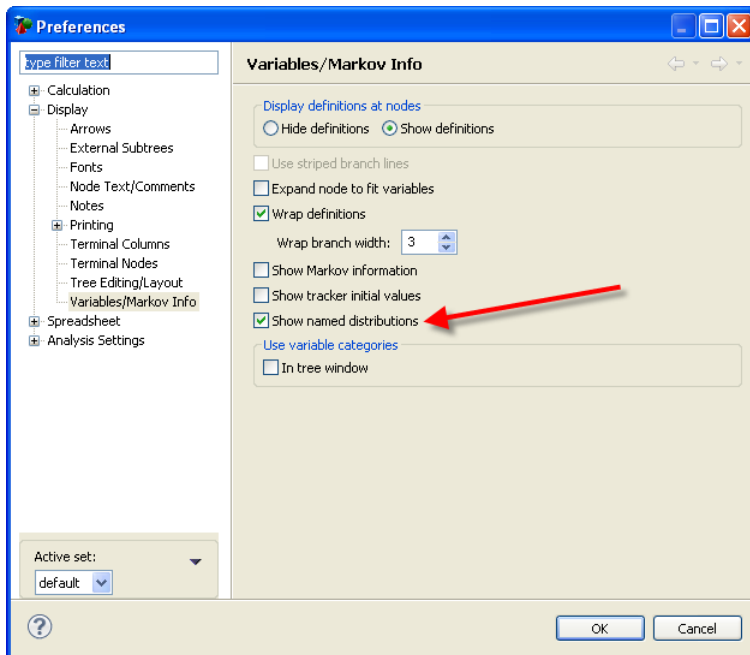 Preferences
type filter text
Calculation
Display
Arrows
External Subtrees
Fonts
Node Text/Comments
Notes
Printing
Terminal Columns
Terminal Nodes
Tree Editing/Layout
Variables/Markov Info
Spreadsheet
Analysis Settings
Active set:
default
Variables/Markov Info
Display definitions at nodes
Hide definitions Show definitions
Use striped branch lines
Expand node to fit variables
Wrap definitions
Wrap branch width: 3
Show Markov information
Show tracker initial values
Show named distributions
Use variable categories
In tree window
?
OK Cancel